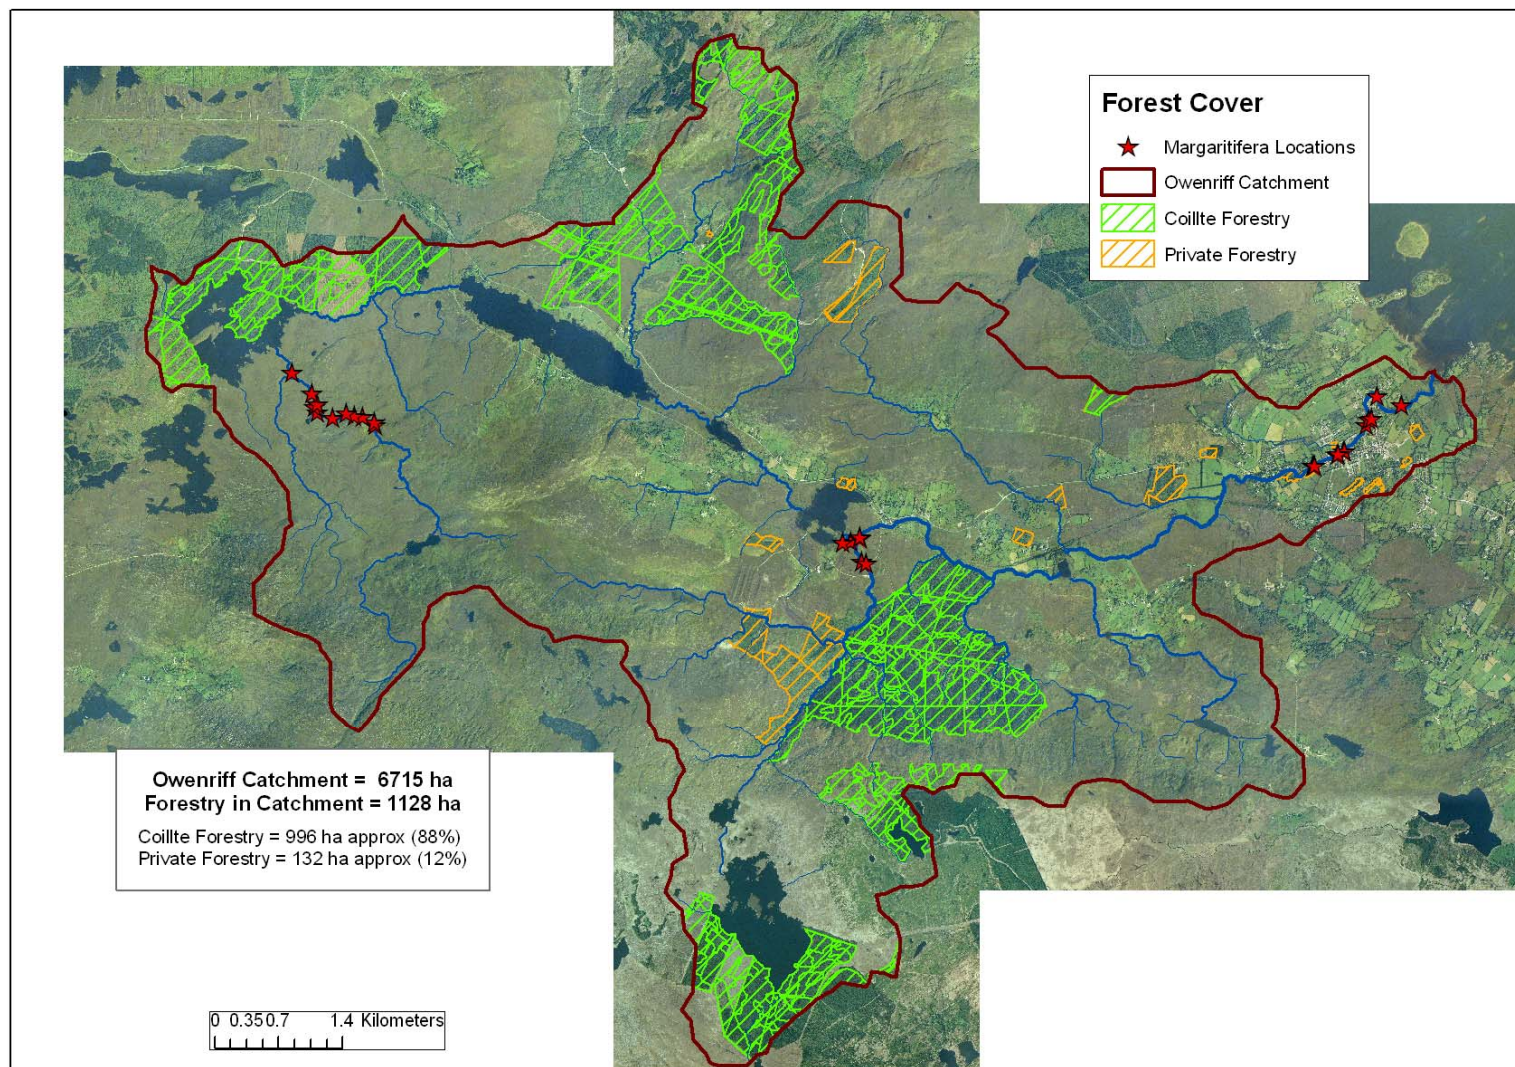 Forest Cover
Margaritifera Locations
Owenriff Catchment
Coillte Forestry
Private Forestry
Owenriff Catchment = 6715 ha
Forestry in Catchment = 1128 ha
Coillte Forestry = 996 ha approx (88%)
Private Forestry = 132 ha approx (12%)
0 0.35 0.7 1.4 Kilometers